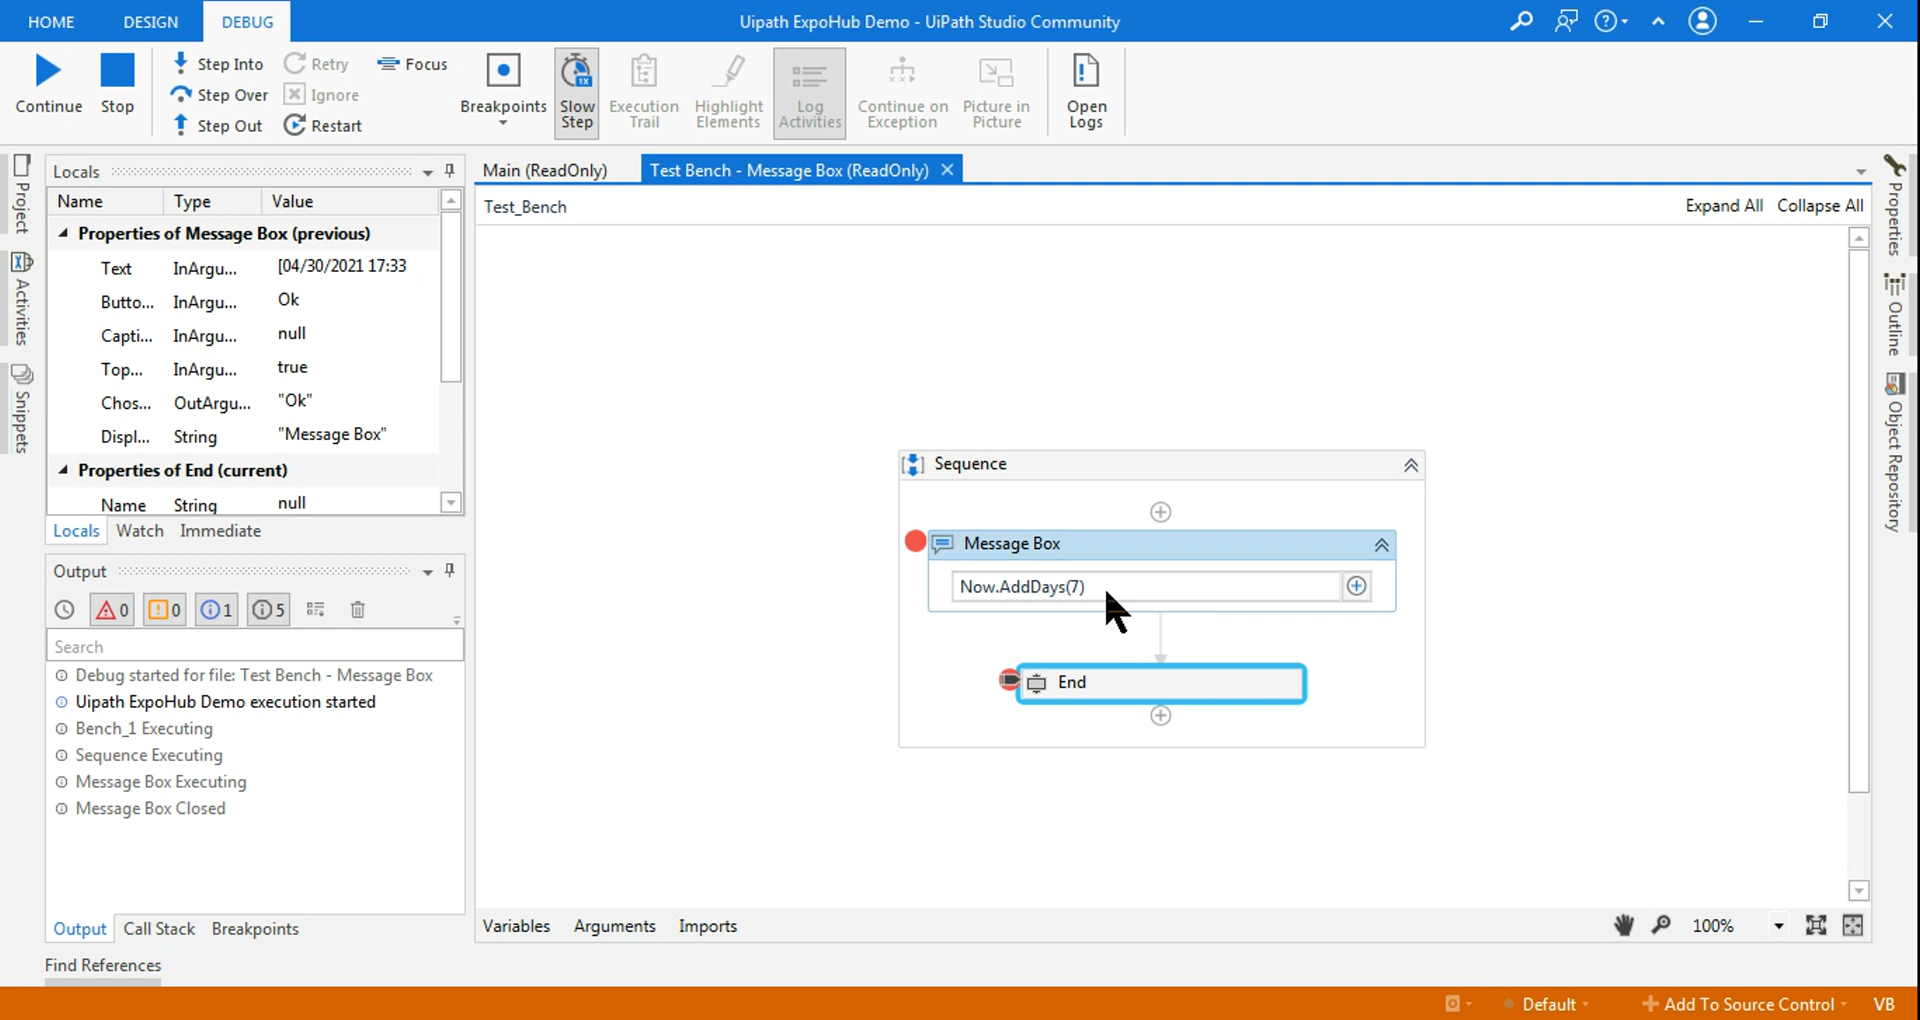 HOME DESIGN DEBUG Uipath ExpoHub Demo - UiPath Studio Community
Continue
Stop
Step Into
Step Over
Step Out
Retry
Ignore
Restart
Focus
Breakpoints
Slow
Step
Execution
Trail
Highlight
Elements
Log
Activities
Continue on
Exception
Picture in
Picture
Open
Logs
Project
Activities
Snippets
Locals
Name Type Value
Properties of Message Box (previous)
Text InArgu... [04/30/2021 17:33
Butto... InArgu... Ok
Capti... InArgu... null
Top... InArgu... true
Chos... OutArgu... "Ok"
Displ... String "Message Box"
Properties of End (current)
Name String null
Locals Watch Immediate
Output
0 0 1 5
Search
Debug started for file: Test Bench - Message Box
Uipath ExpoHub Demo execution started
Bench_1 Executing
Sequence Executing
Message Box Executing
Message Box Closed
Output Call Stack Breakpoints
Find References
Main (ReadOnly) Test Bench - Message Box (ReadOnly)
Test_Bench Expand All Collapse All
Sequence
Message Box
Now.AddDays(7)
End
Variables Arguments Imports 100%
Properties
Outline
Object Repository
Default Add To Source Control VB